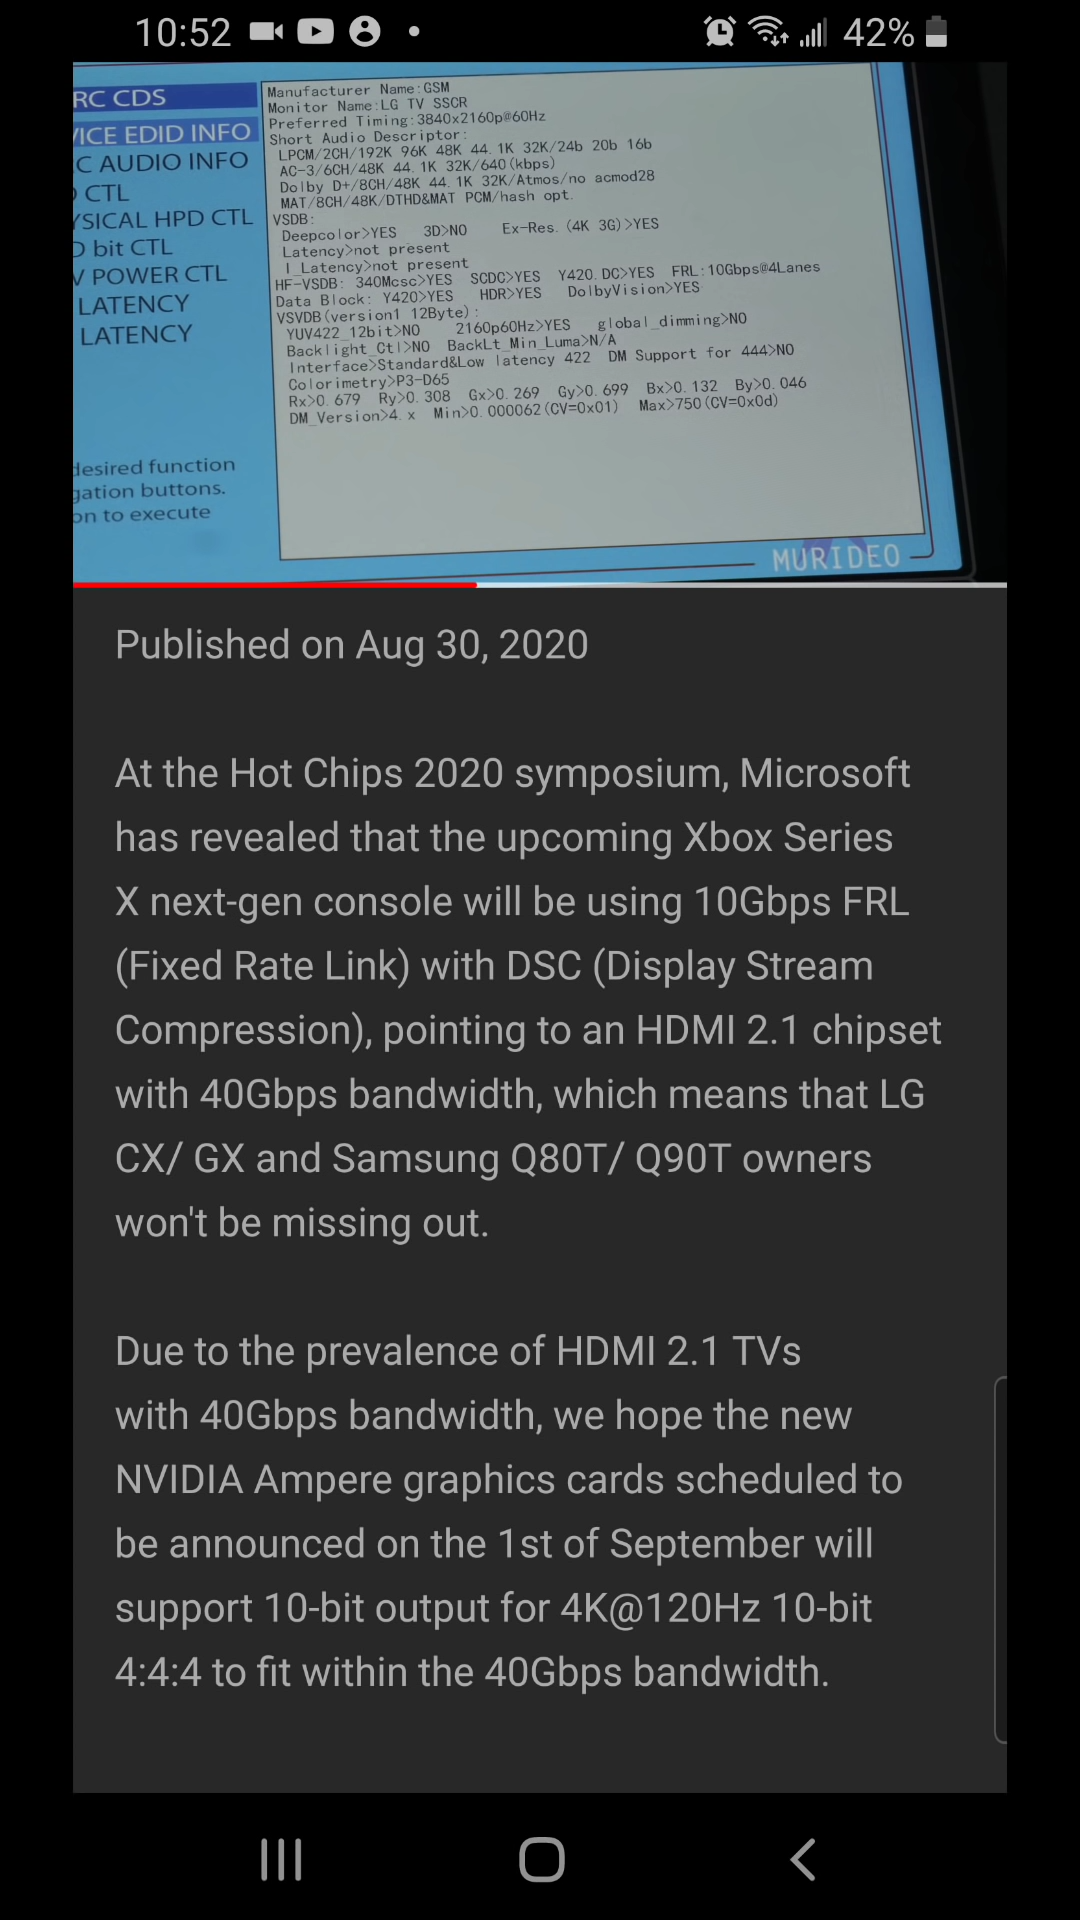 10:52
42%
RC CDS
VICE EDID INFO
C AUDIO INFO
CTL
YSICAL HPD CTL
D bit CTL
V POWER CTL
LATENCY
LATENCY
desired function
gation buttons.
on to execute
Manufacturer Name:GSM
Monitor Name:LG TV SSCR
Preferred Timing:3840x2160p@60Hz
Short Audio Descriptor:
LPCM/2CH/192K 96K 48K 44.1K 32K/24b 20b 16b
AC-3/6CH/48K 44.1K 32K/640(kbps)
Dolby D+/8CH/48K 44.1K 32K/Atmos/no acmod28
MAT/8CH/48K/DTHD&MAT PCM/hash opt.
VSDB:
Deepcolor>YES 3D>NO Ex-Res.(4K 3G)>YES
Latency>not present
I_Latency>not present
HF-VSDB: 340Mcsc>YES SCDC>YES Y420.DC>YES FRL:10Gbps@4Lanes
Data Block: Y420>YES HDR>YES DolbyVision>YES
VSVDB(version1 12Byte):
YUV422_12bit>NO 2160p60Hz>YES global_dimming>NO
Backlight_Ctl>NO BackLt_Min_Luma>N/A
Interface>Standard&Low latency 422 DM Support for 444>NO
Colorimetry>P3-D65
Rx>0.679 Ry>0.308 Gx>0.269 Gy>0.699 Bx>0.132 By>0.046
DM_Version>4.x Min>0.000062(CV=0x01) Max>750(CV=0x0d)
MURIDEO
Published on Aug 30, 2020
At the Hot Chips 2020 symposium, Microsoft
has revealed that the upcoming Xbox Series
X next-gen console will be using 10Gbps FRL
(Fixed Rate Link) with DSC (Display Stream
Compression), pointing to an HDMI 2.1 chipset
with 40Gbps bandwidth, which means that LG
CX/ GX and Samsung Q80T/ Q90T owners
won't be missing out.
Due to the prevalence of HDMI 2.1 TVs
with 40Gbps bandwidth, we hope the new
NVIDIA Ampere graphics cards scheduled to
be announced on the 1st of September will
support 10-bit output for 4K@120Hz 10-bit
4:4:4 to fit within the 40Gbps bandwidth.